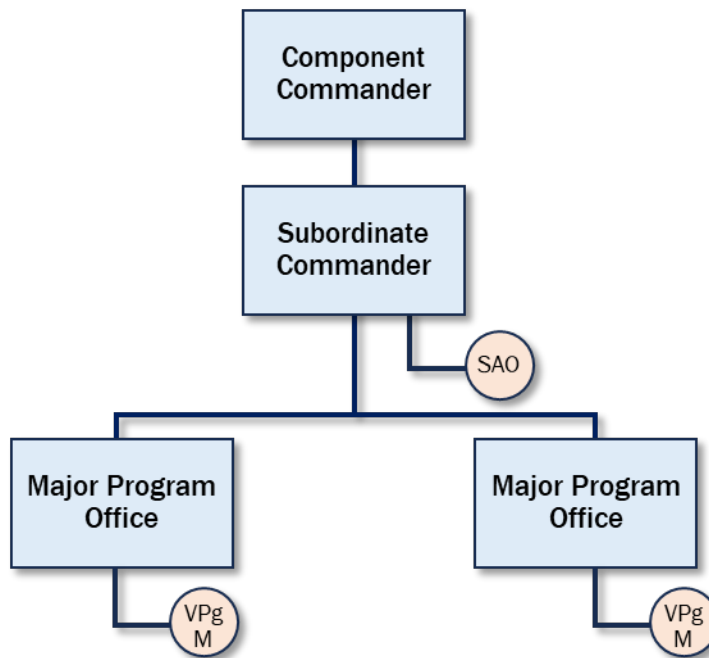 Component
Commander
Subordinate
Commander
SAO
Major Program
Office
Major Program
Office
VPg
M
VPg
M